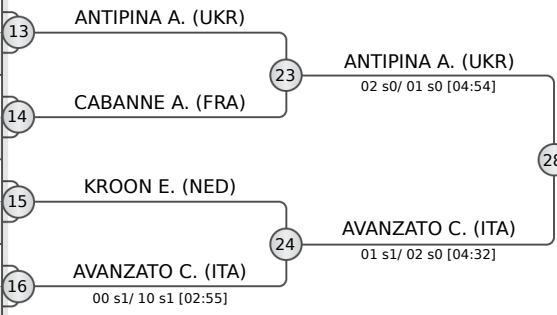 ANTIPINA A. (UKR)
13
23
ANTIPINA A. (UKR)
02 s0/ 01 s0 [04:54]
CABANNE A. (FRA)
14
28
KROON E. (NED)
15
24
AVANZATO C. (ITA)
01 s1/ 02 s0 [04:32]
AVANZATO C. (ITA)
16
00 s1/ 10 s1 [02:55]